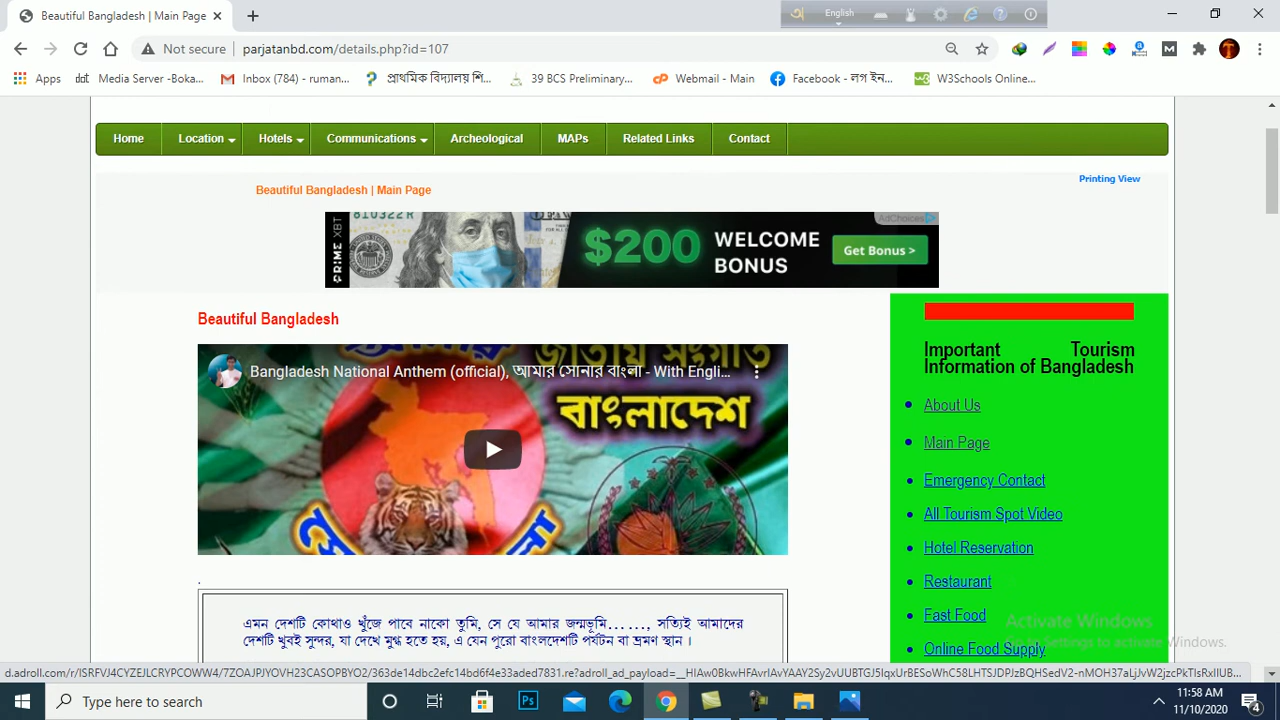 Beautiful Bangladesh | Main Page
English
Not secure
parjatanbd.com/details.php?id=107
Apps
Media Server -Boka...
Inbox (784) - ruman...
প্রাথমিক বিদ্যালয় শি...
39 BCS Preliminary...
Webmail - Main
Facebook - লগ ইন...
W3Schools Online...
Home
Location
Hotels
Communications
Archeological
MAPs
Related Links
Contact
Printing View
Beautiful Bangladesh | Main Page
810322R
AdChoices
PRIME XBT
$200
WELCOME
BONUS
Get Bonus >
Beautiful Bangladesh
জাতীয় সংগীত
Bangladesh National Anthem (official), আমার সোনার বাংলা - With Engli...
বাংলাদেশ
Important Tourism
Information of Bangladesh
About Us
Main Page
Emergency Contact
All Tourism Spot Video
Hotel Reservation
Restaurant
Fast Food
Online Food Supply
.
এমন দেশটি কোথাও খুঁজে পাবে নাকো তুমি, সে যে আমার জন্মভূমি……, সত্যিই আমাদের
দেশটি খুবই সুন্দর, যা দেখে মুগ্ধ হতে হয়, এ যেন পুরো বাংলদেশটি পর্যটন বা ভ্রমণ স্থান।
Activate Windows
Go to Settings to activate Windows.
Type here to search
11:58 AM
11/10/2020
4